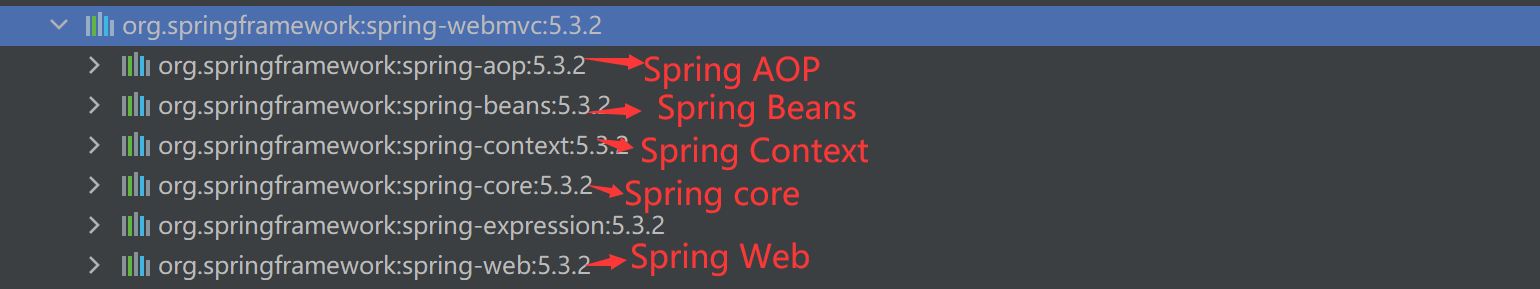 org.springframework:spring-webmvc:5.3.2
org.springframework:spring-aop:5.3.2 Spring AOP
org.springframework:spring-beans:5.3.2 Spring Beans
org.springframework:spring-context:5.3.2 Spring Context
org.springframework:spring-core:5.3.2 Spring core
org.springframework:spring-expression:5.3.2
org.springframework:spring-web:5.3.2 Spring Web